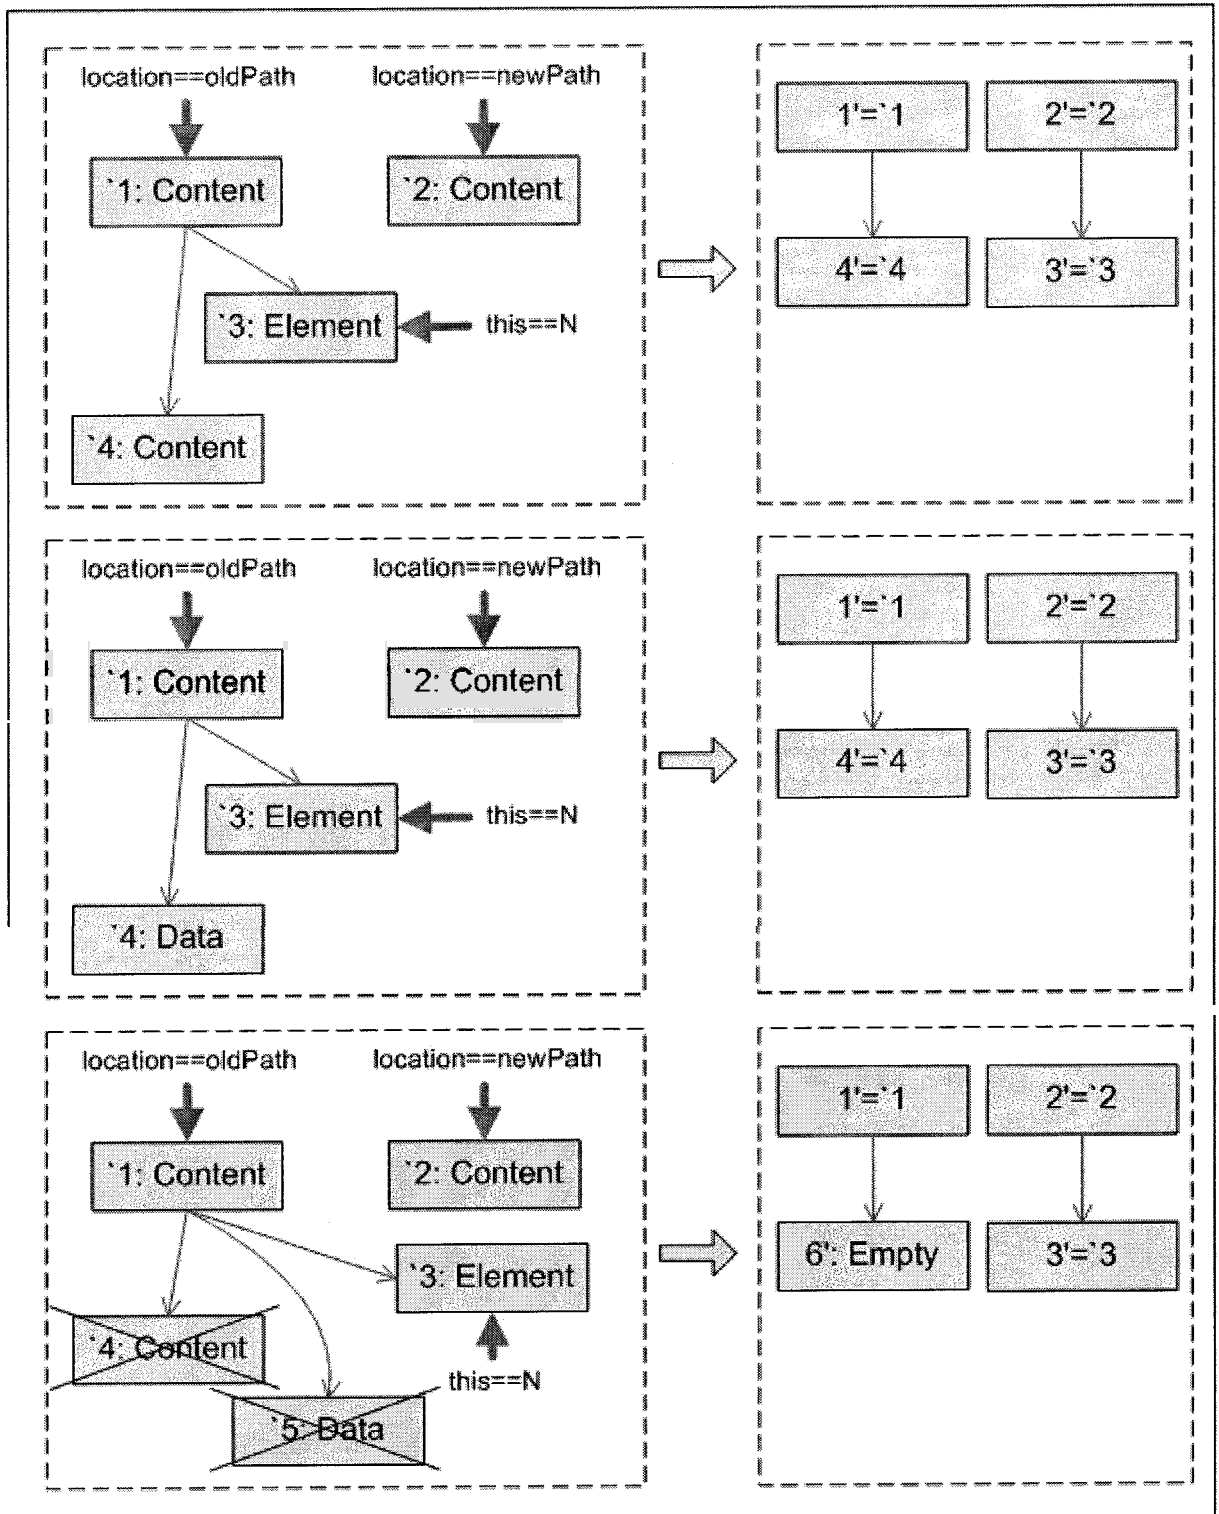 location==oldPath location==newPath
`1: Content `2: Content
`3: Element this==N
`4: Content
1'=`1 2'=`2
4'=`4 3'=`3
location==oldPath location==newPath
`1: Content `2: Content
`3: Element this==N
`4: Data
1'=`1 2'=`2
4'=`4 3'=`3
location==oldPath location==newPath
`1: Content `2: Content
`3: Element
`4: Content
this==N
`5: Data
1'=`1 2'=`2
6': Empty 3'=`3